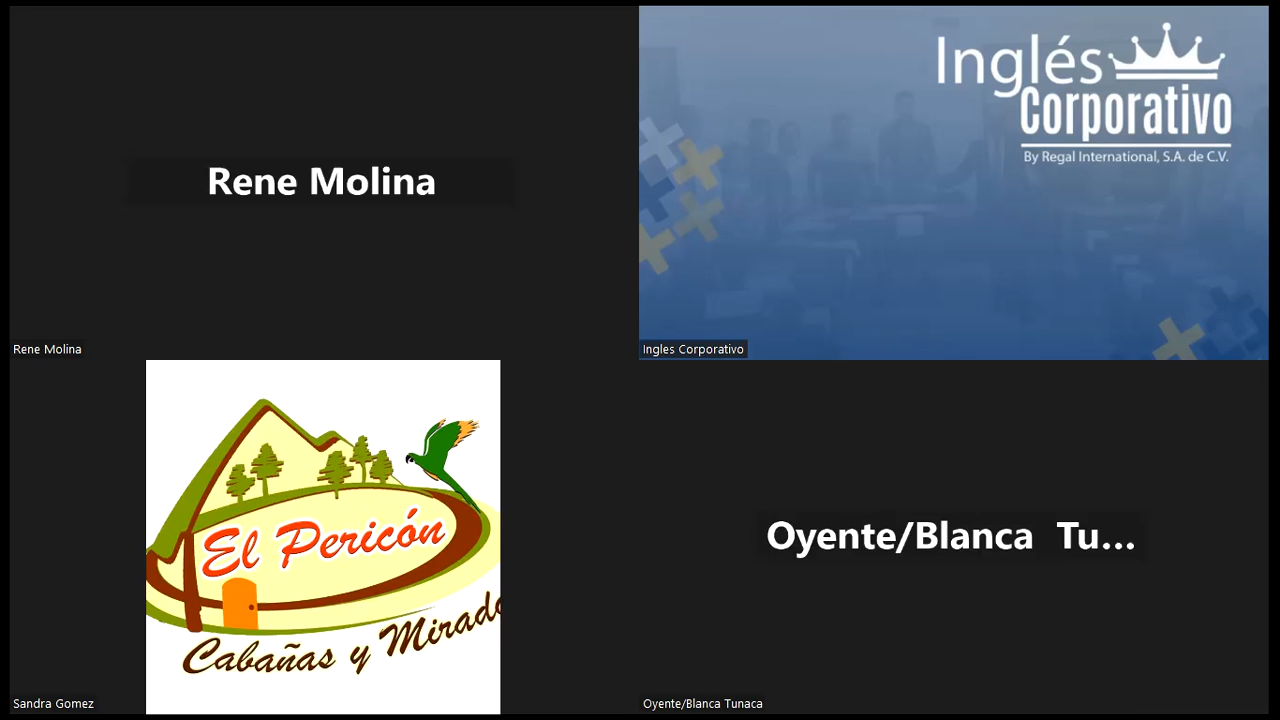 Rene Molina
Rene Molina
Inglés
Corporativo
By Regal International, S.A. de C.V.
Ingles Corporativo
El Pericón
Cabañas y Mirado
Sandra Gomez
Oyente/Blanca Tu...
Oyente/Blanca Tunaca